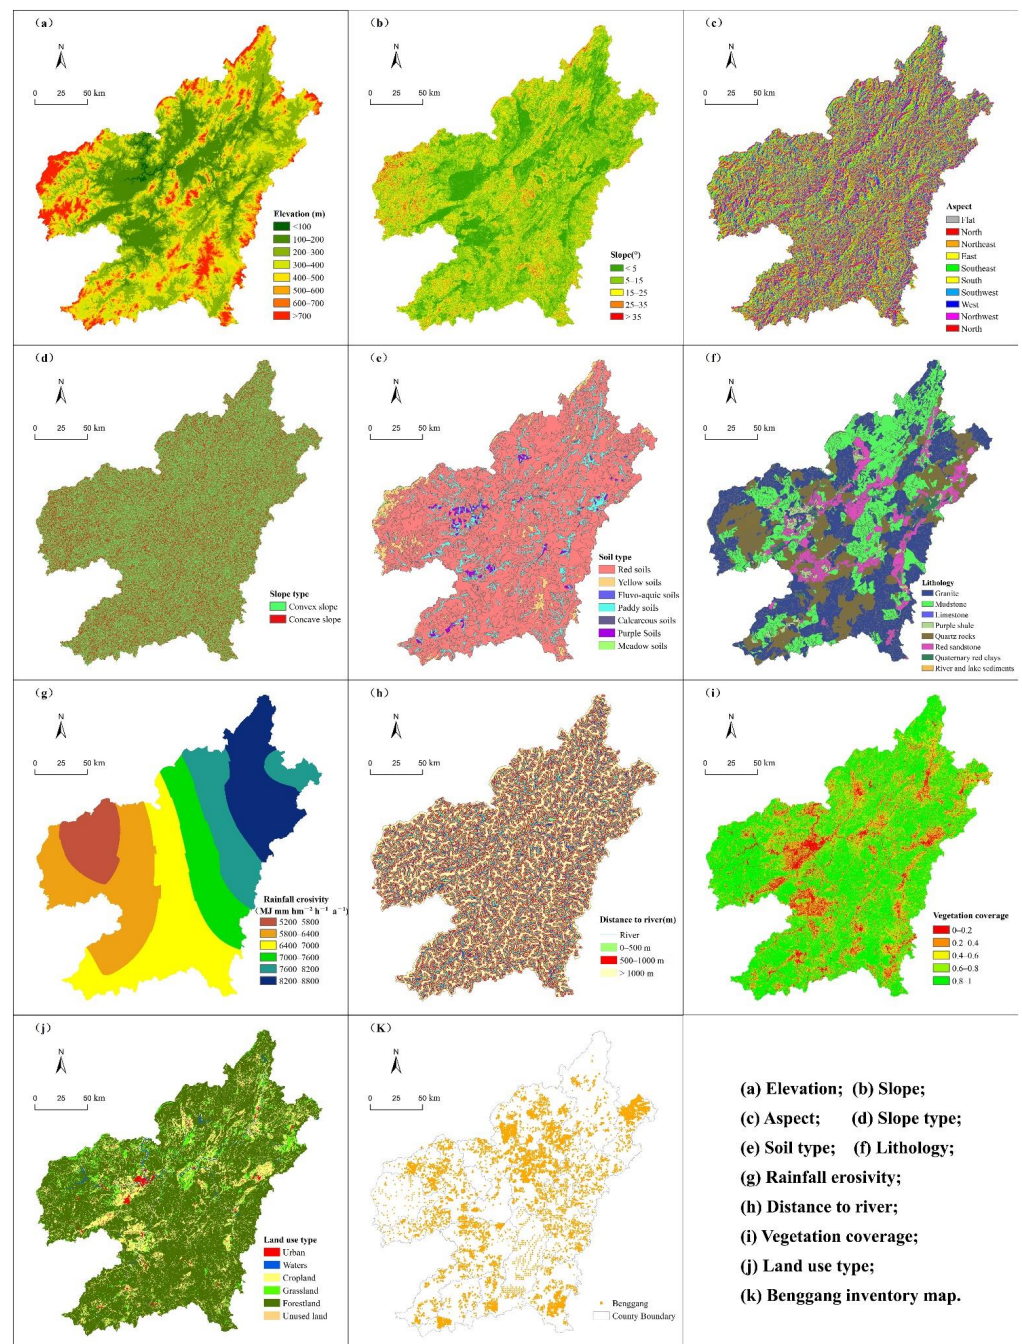 (a)
N
0 25 50 km
Elevation (m)
<100
100–200
200–300
300–400
400–500
500–600
600–700
>700
(b)
N
0 25 50 km
Slope(°)
< 5
5–15
15–25
25–35
> 35
(c)
N
0 25 50 km
Aspect
Flat
North
Northeast
East
Southeast
South
Southwest
West
Northwest
North
(d)
N
0 25 50 km
Slope type
Convex slope
Concave slope
(e)
N
0 25 50 km
Soil type
Red soils
Yellow soils
Fluvo-aquic soils
Paddy soils
Calcareous soils
Purple Soils
Meadow soils
(f)
N
0 25 50 km
Lithology
Granite
Mudstone
Limestone
Purple shale
Quartz rocks
Red sandstone
Quaternary red clays
River and lake sediments
(g)
N
0 25 50 km
Rainfall erosivity
(MJ mm hm⁻² h⁻¹ a⁻¹)
5200–5800
5800–6400
6400–7000
7000–7600
7600–8200
8200–8800
(h)
N
0 25 50 km
Distance to river(m)
River
0–500 m
500–1000 m
> 1000 m
(i)
N
0 25 50 km
Vegetation coverage
0–0.2
0.2–0.4
0.4–0.6
0.6–0.8
0.8–1
(j)
N
0 25 50 km
Land use type
Urban
Waters
Cropland
Grassland
Forestland
Unused land
(K)
N
0 25 50 km
Benggang
County Boundary
(a) Elevation; (b) Slope;
(c) Aspect; (d) Slope type;
(e) Soil type; (f) Lithology;
(g) Rainfall erosivity;
(h) Distance to river;
(i) Vegetation coverage;
(j) Land use type;
(k) Benggang inventory map.